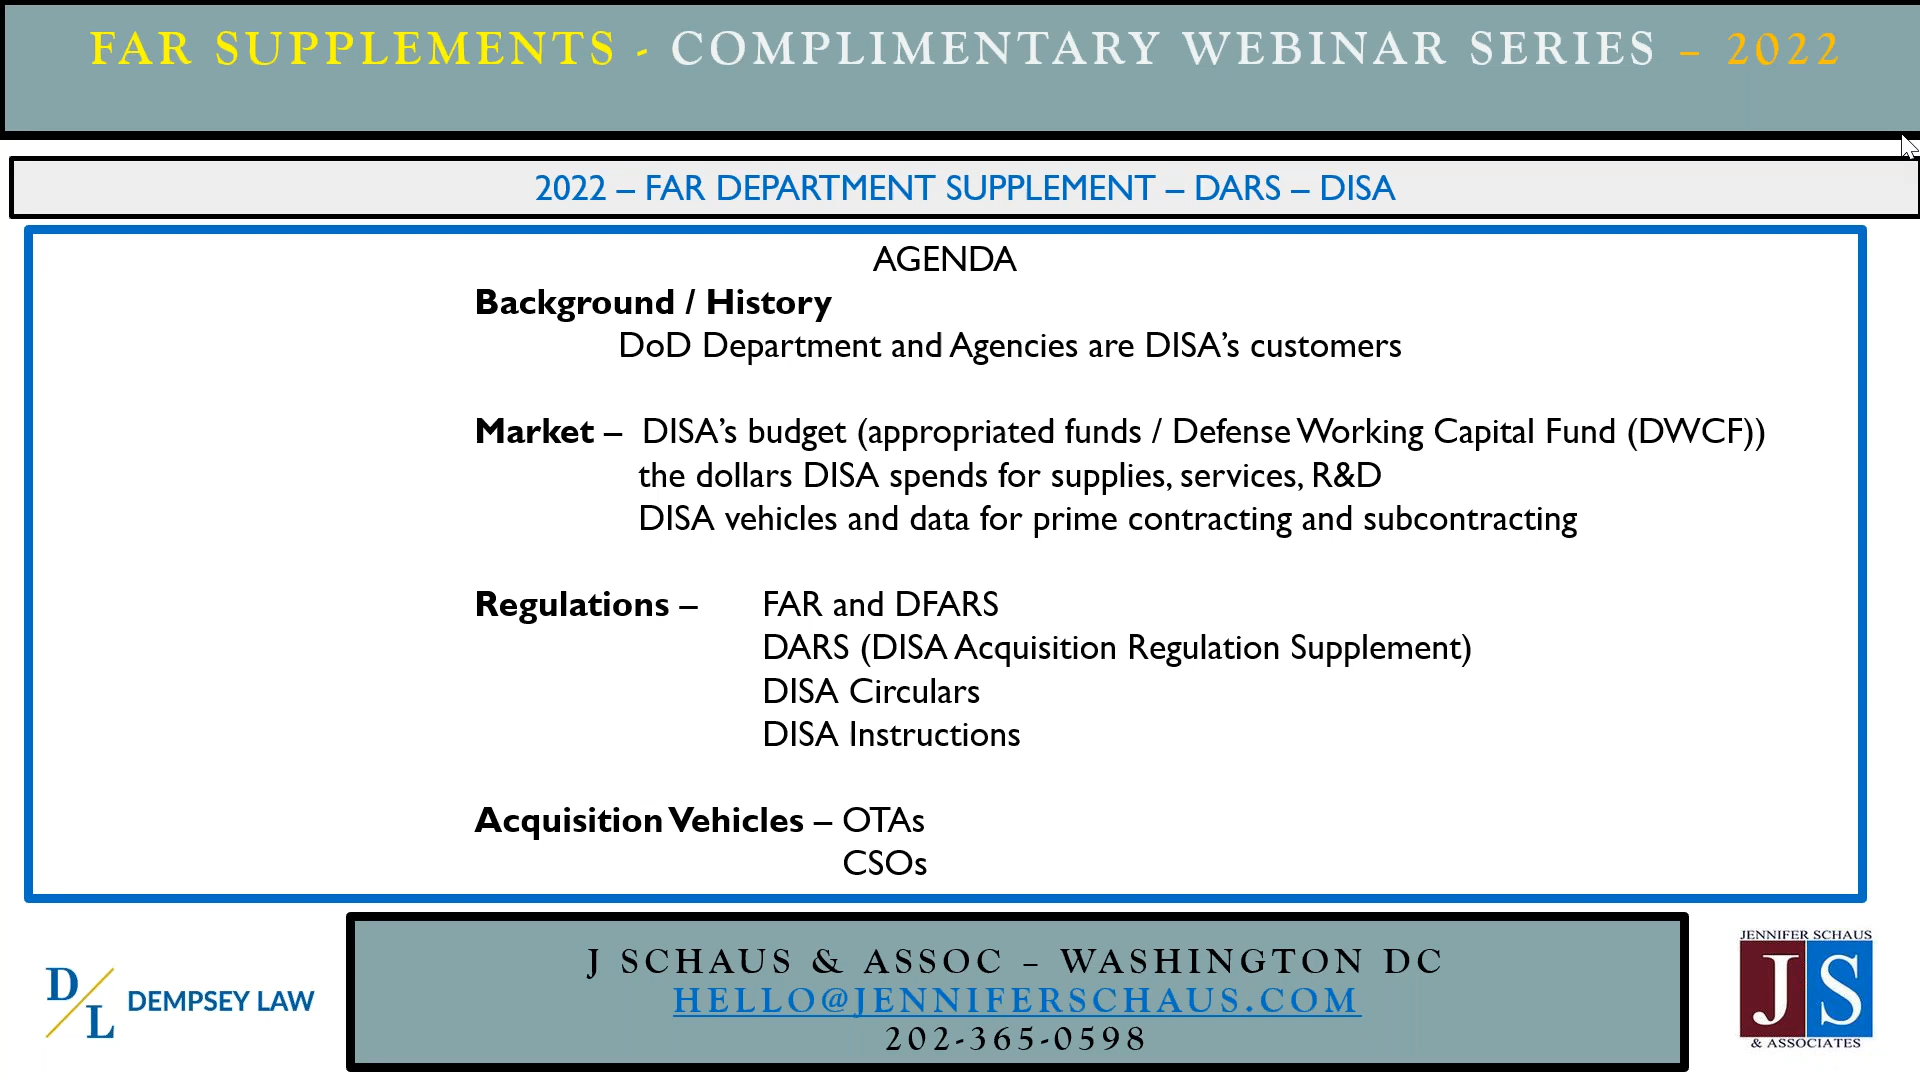 FAR SUPPLEMENTS - COMPLIMENTARY WEBINAR SERIES – 2022
2022 – FAR DEPARTMENT SUPPLEMENT – DARS – DISA
AGENDA
Background / History
DoD Department and Agencies are DISA’s customers
Market – DISA’s budget (appropriated funds / Defense Working Capital Fund (DWCF))
the dollars DISA spends for supplies, services, R&D
DISA vehicles and data for prime contracting and subcontracting
Regulations – FAR and DFARS
DARS (DISA Acquisition Regulation Supplement)
DISA Circulars
DISA Instructions
Acquisition Vehicles – OTAs
CSOs
D/L DEMPSEY LAW
J SCHAUS & ASSOC – WASHINGTON DC
HELLO@JENNIFERSCHAUS.COM
202-365-0598
JENNIFER SCHAUS
JS
& ASSOCIATES